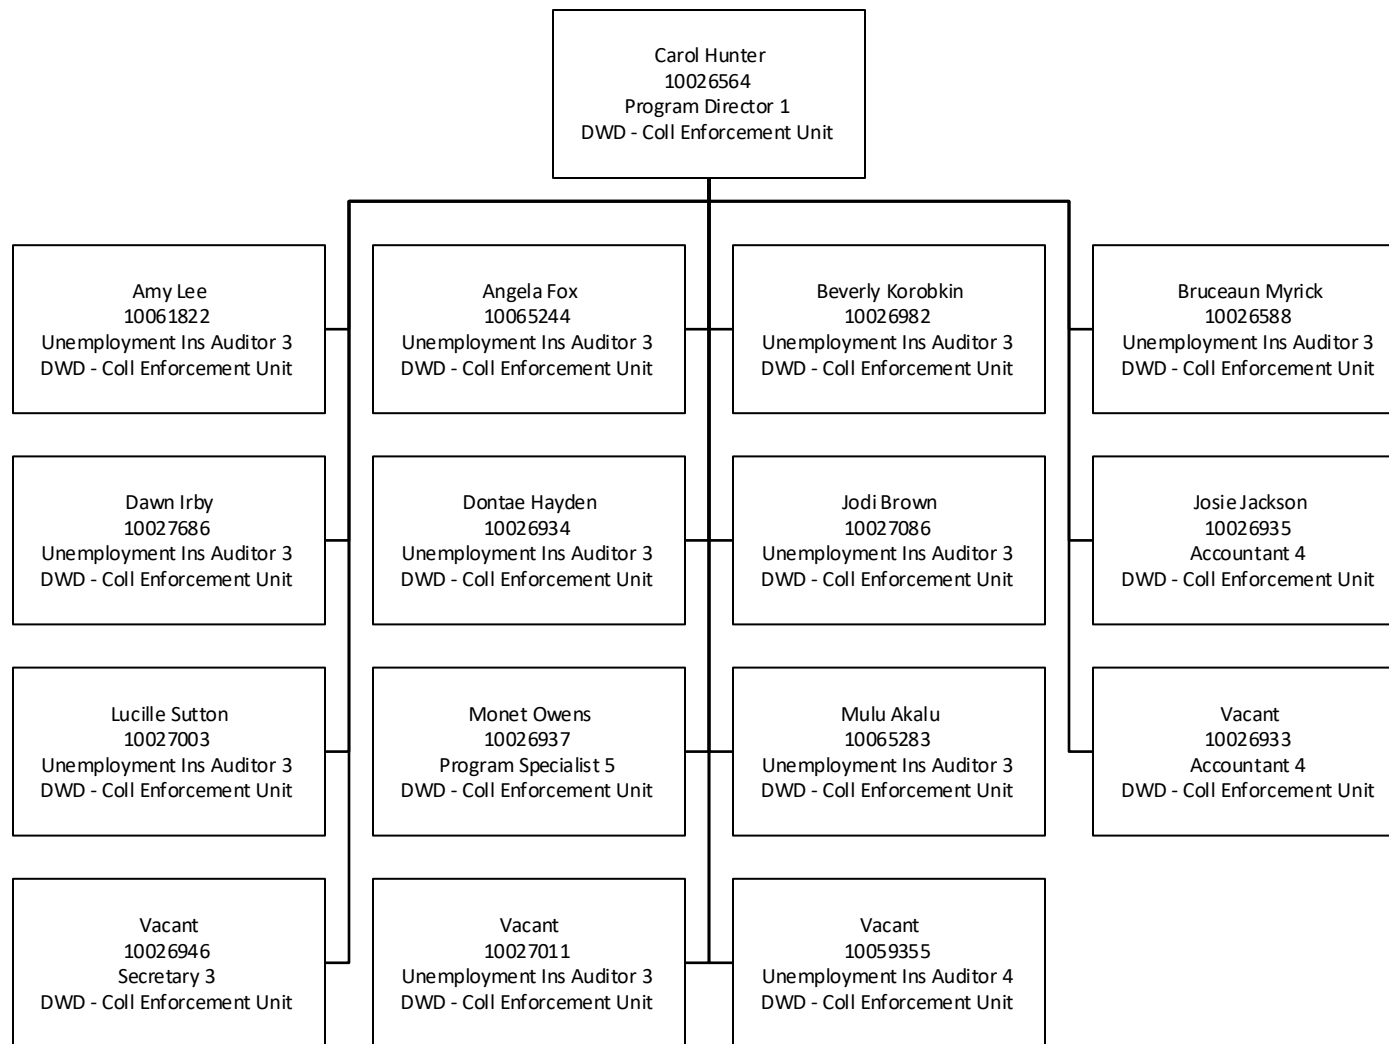 Carol Hunter
10026564
Program Director 1
DWD - Coll Enforcement Unit
Amy Lee
10061822
Unemployment Ins Auditor 3
DWD - Coll Enforcement Unit
Angela Fox
10065244
Unemployment Ins Auditor 3
DWD - Coll Enforcement Unit
Beverly Korobkin
10026982
Unemployment Ins Auditor 3
DWD - Coll Enforcement Unit
Bruceaun Myrick
10026588
Unemployment Ins Auditor 3
DWD - Coll Enforcement Unit
Dawn Irby
10027686
Unemployment Ins Auditor 3
DWD - Coll Enforcement Unit
Dontae Hayden
10026934
Unemployment Ins Auditor 3
DWD - Coll Enforcement Unit
Jodi Brown
10027086
Unemployment Ins Auditor 3
DWD - Coll Enforcement Unit
Josie Jackson
10026935
Accountant 4
DWD - Coll Enforcement Unit
Lucille Sutton
10027003
Unemployment Ins Auditor 3
DWD - Coll Enforcement Unit
Monet Owens
10026937
Program Specialist 5
DWD - Coll Enforcement Unit
Mulu Akalu
10065283
Unemployment Ins Auditor 3
DWD - Coll Enforcement Unit
Vacant
10026933
Accountant 4
DWD - Coll Enforcement Unit
Vacant
10026946
Secretary 3
DWD - Coll Enforcement Unit
Vacant
10027011
Unemployment Ins Auditor 3
DWD - Coll Enforcement Unit
Vacant
10059355
Unemployment Ins Auditor 4
DWD - Coll Enforcement Unit